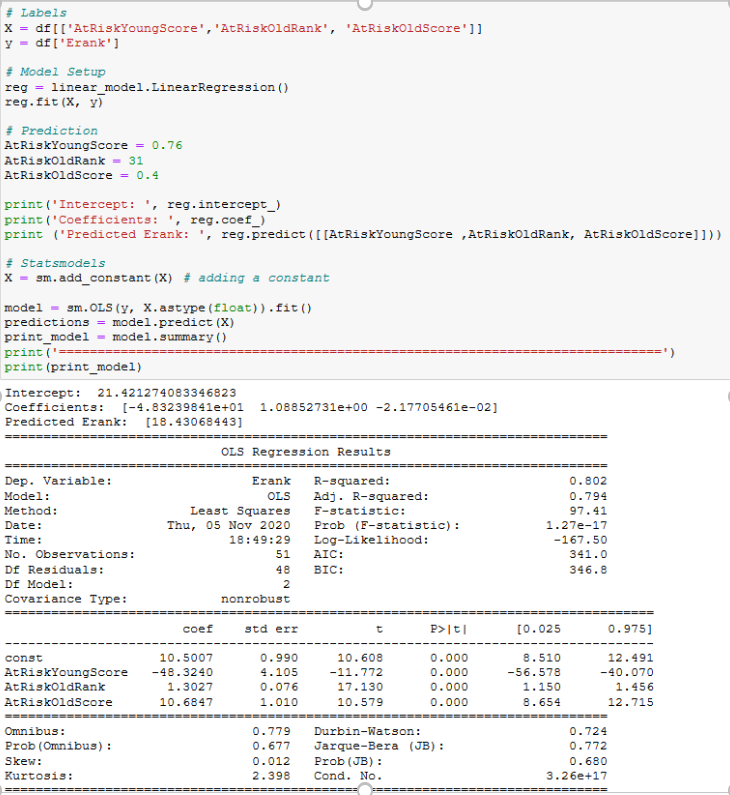 # Labels
X = df[['AtRiskYoungScore','AtRiskOldRank', 'AtRiskOldScore']]
y = df['Erank']
# Model Setup
reg = linear_model.LinearRegression()
reg.fit(X, y)
# Prediction
AtRiskYoungScore = 0.76
AtRiskOldRank = 31
AtRiskOldScore = 0.4
print('Intercept: ', reg.intercept_)
print('Coefficients: ', reg.coef_)
print ('Predicted Erank: ', reg.predict([[AtRiskYoungScore ,AtRiskOldRank, AtRiskOldScore]]))
# Statsmodels
X = sm.add_constant(X) # adding a constant
model = sm.OLS(y, X.astype(float)).fit()
predictions = model.predict(X)
print_model = model.summary()
print('==============================================================================')
print(print_model)
Intercept:  21.421274083346823
Coefficients:  [-4.83239841e+01  1.08852731e+00 -2.17705461e-02]
Predicted Erank:  [18.43068443]
==============================================================================
OLS Regression Results
==============================================================================
Dep. Variable: Erank R-squared: 0.802
Model: OLS Adj. R-squared: 0.794
Method: Least Squares F-statistic: 97.41
Date: Thu, 05 Nov 2020 Prob (F-statistic): 1.27e-17
Time: 18:49:29 Log-Likelihood: -167.50
No. Observations: 51 AIC: 341.0
Df Residuals: 48 BIC: 346.8
Df Model: 2
Covariance Type: nonrobust
==============================================================================
coef std err t P>|t| [0.025 0.975]
------------------------------------------------------------------------------
const 10.5007 0.990 10.608 0.000 8.510 12.491
AtRiskYoungScore -48.3240 4.105 -11.772 0.000 -56.578 -40.070
AtRiskOldRank 1.3027 0.076 17.130 0.000 1.150 1.456
AtRiskOldScore 10.6847 1.010 10.579 0.000 8.654 12.715
==============================================================================
Omnibus: 0.779 Durbin-Watson: 0.724
Prob(Omnibus): 0.677 Jarque-Bera (JB): 0.772
Skew: 0.012 Prob(JB): 0.680
Kurtosis: 2.398 Cond. No. 3.26e+17
==============================================================================